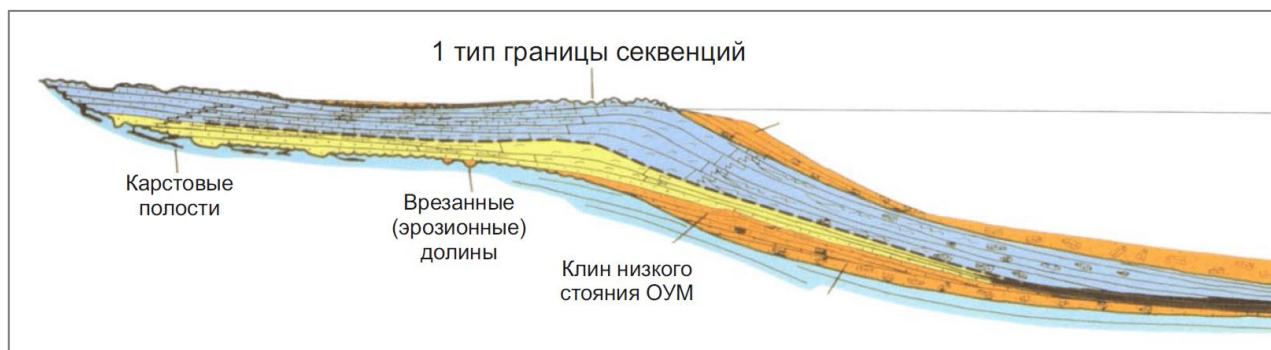 1 тип границы секвенций
Карстовые
полости
Врезанные
(эрозионные)
долины
Клин низкого
стояния ОУМ